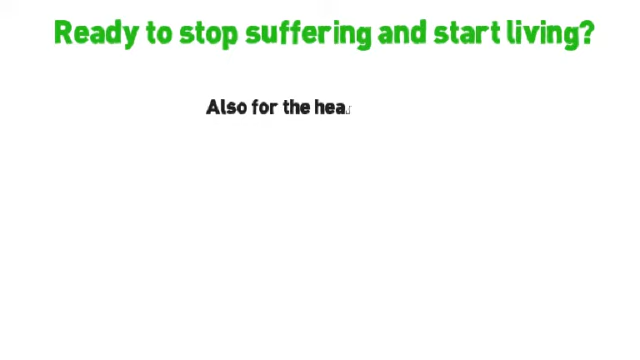 Ready to stop suffering and start living?
Also for the hea